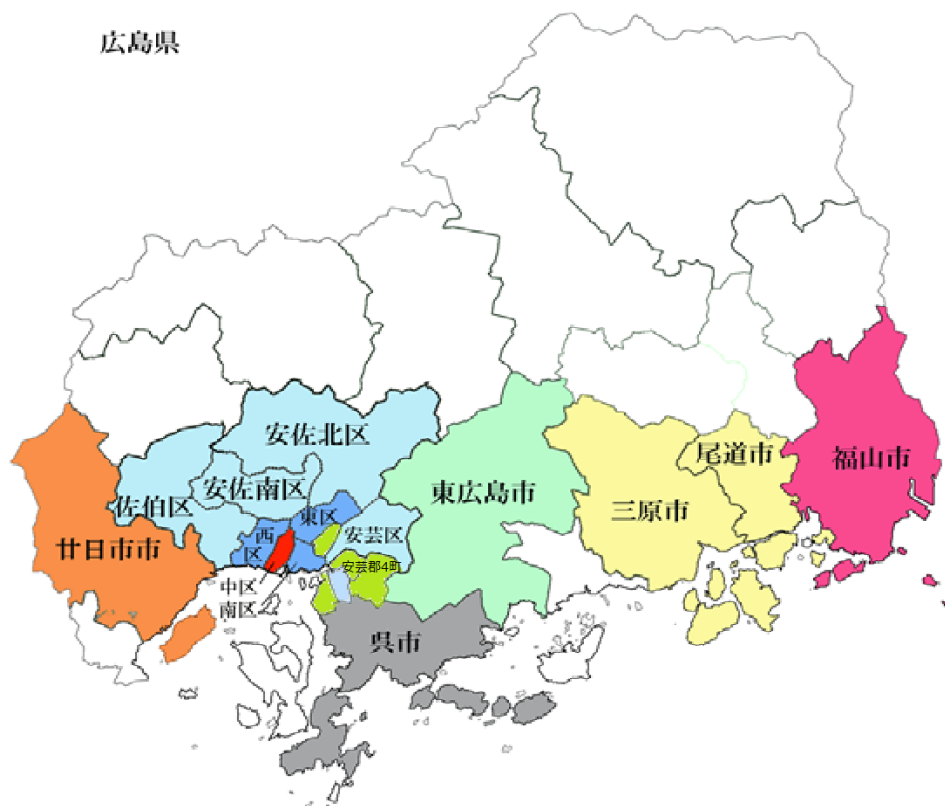 広島県
安佐北区
尾道市
福山市
安佐南区
佐伯区
東広島市
三原市
東区
西
区
安芸区
廿日市市
安芸郡4町
中区
南区
呉市